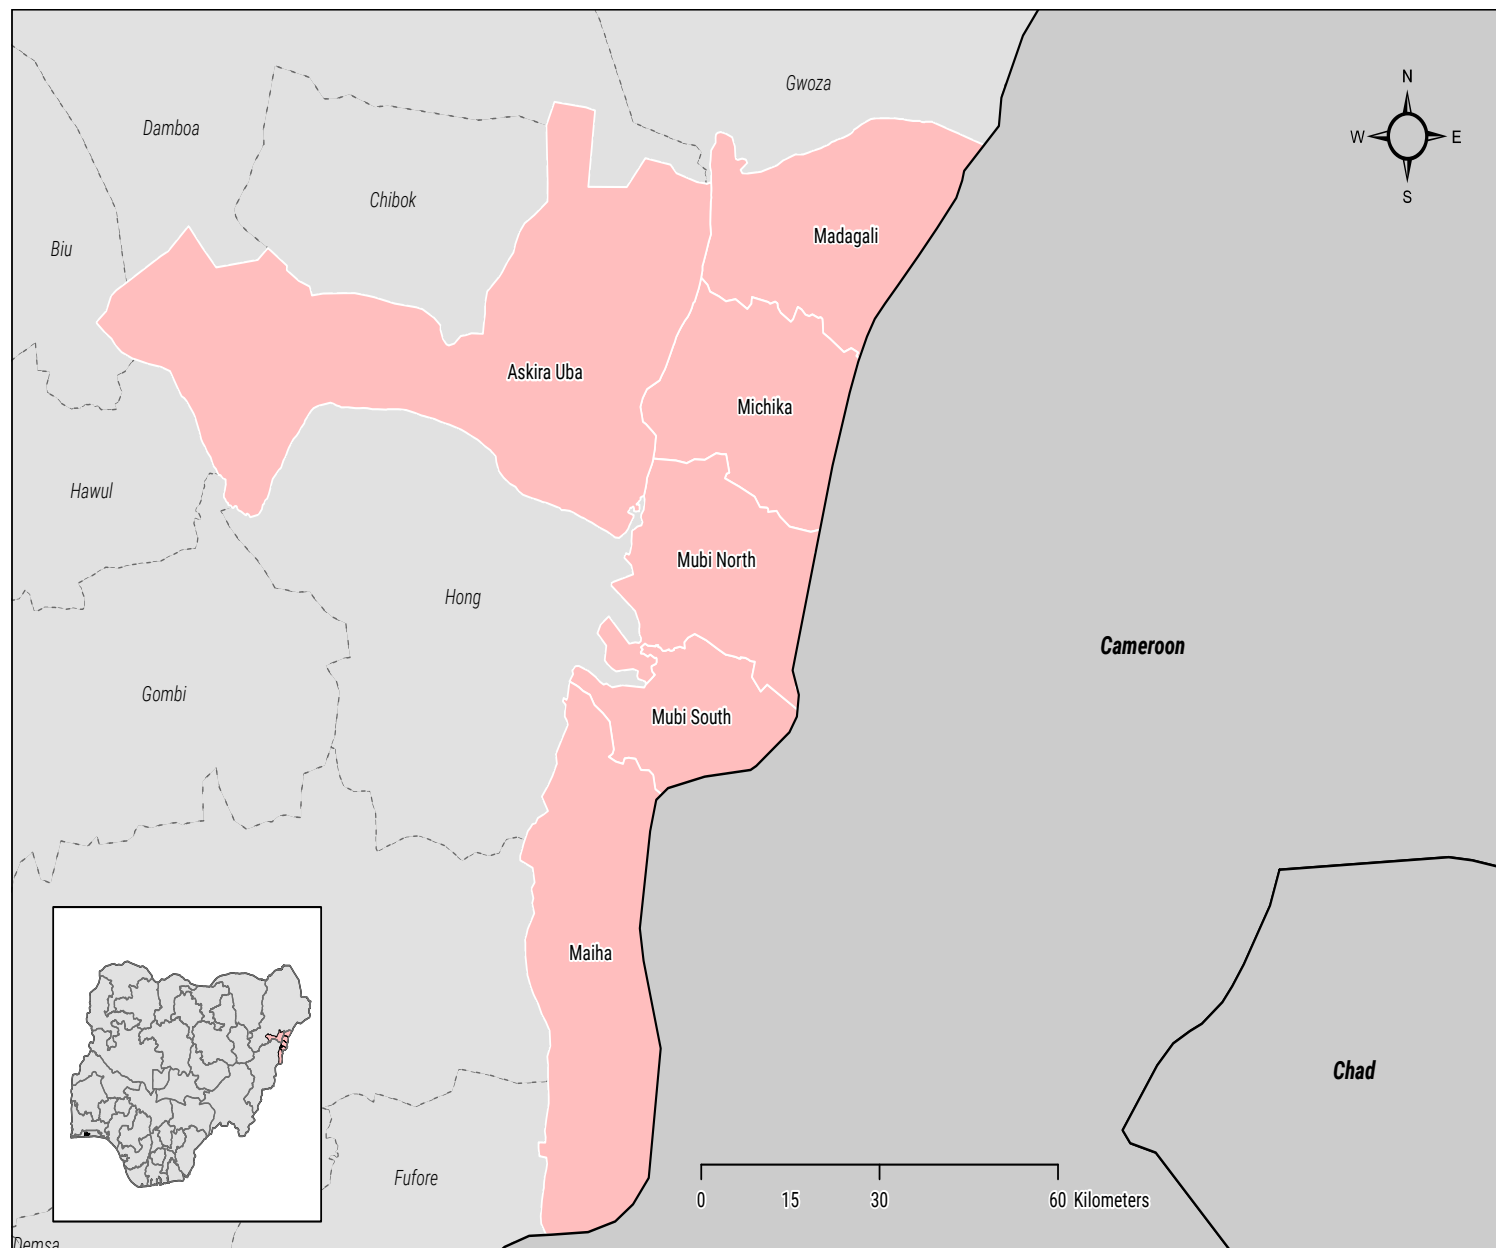 Gwoza
N
Damboa
W
E
S
Chibok
Biu
Madagali
Askira Uba
Michika
Hawul
Mubi North
Hong
Cameroon
Gombi
Mubi South
Maiha
Chad
Fufore
0 15 30 60 Kilometers
Demsa